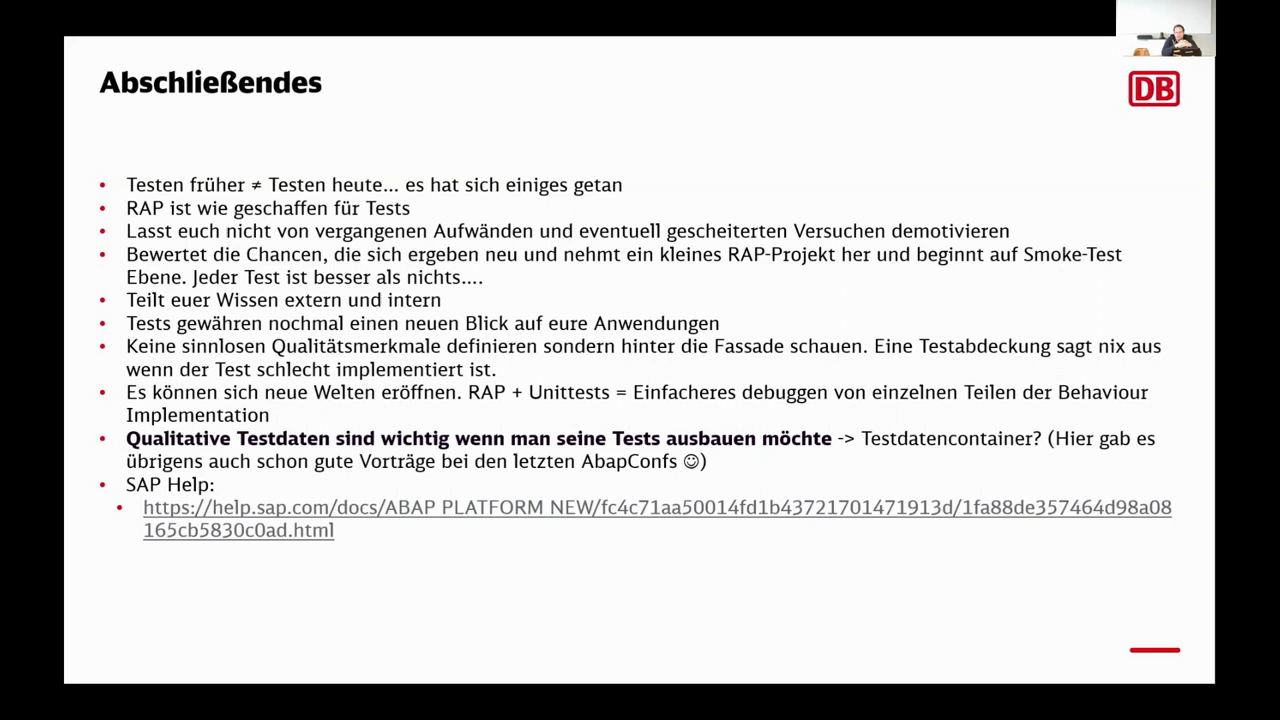 Abschließendes
DB
• Testen früher ≠ Testen heute... es hat sich einiges getan
• RAP ist wie geschaffen für Tests
• Lasst euch nicht von vergangenen Aufwänden und eventuell gescheiterten Versuchen demotivieren
• Bewertet die Chancen, die sich ergeben neu und nehmt ein kleines RAP-Projekt her und beginnt auf Smoke-Test
Ebene. Jeder Test ist besser als nichts....
• Teilt euer Wissen extern und intern
• Tests gewähren nochmal einen neuen Blick auf eure Anwendungen
• Keine sinnlosen Qualitätsmerkmale definieren sondern hinter die Fassade schauen. Eine Testabdeckung sagt nix aus
wenn der Test schlecht implementiert ist.
• Es können sich neue Welten eröffnen. RAP + Unittests = Einfacheres debuggen von einzelnen Teilen der Behaviour
Implementation
• Qualitative Testdaten sind wichtig wenn man seine Tests ausbauen möchte -> Testdatencontainer? (Hier gab es
übrigens auch schon gute Vorträge bei den letzten AbapConfs ☺)
• SAP Help:
• https://help.sap.com/docs/ABAP PLATFORM NEW/fc4c71aa50014fd1b43721701471913d/1fa88de357464d98a08
165cb5830c0ad.html